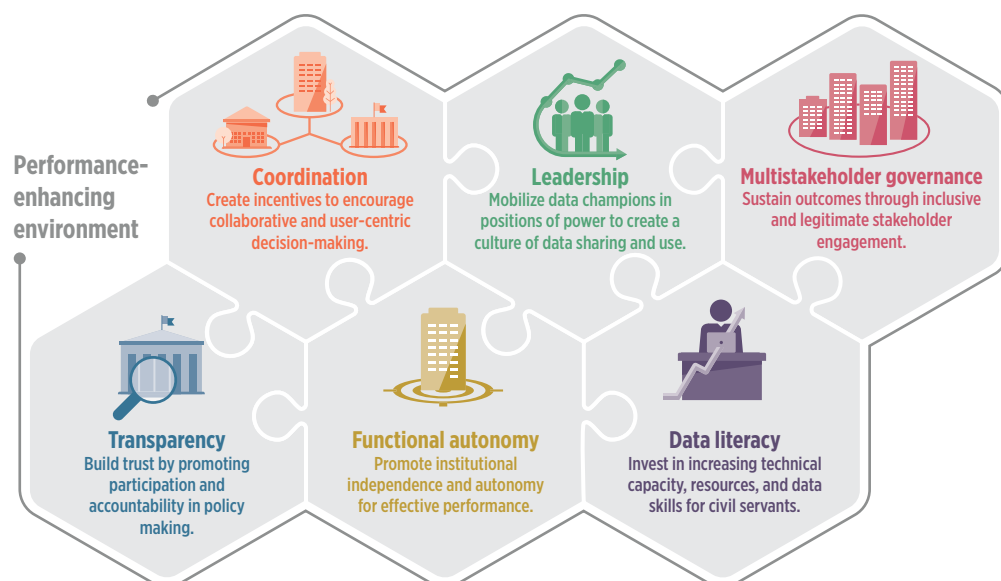 Performance-
enhancing
environment
Coordination
Create incentives to encourage
collaborative and user-centric
decision-making.
Leadership
Mobilize data champions in
positions of power to create a
culture of data sharing and use.
Multistakeholder governance
Sustain outcomes through inclusive
and legitimate stakeholder
engagement.
Transparency
Build trust by promoting
participation and
accountability in policy
making.
Functional autonomy
Promote institutional
independence and autonomy
for effective performance.
Data literacy
Invest in increasing technical
capacity, resources, and data
skills for civil servants.